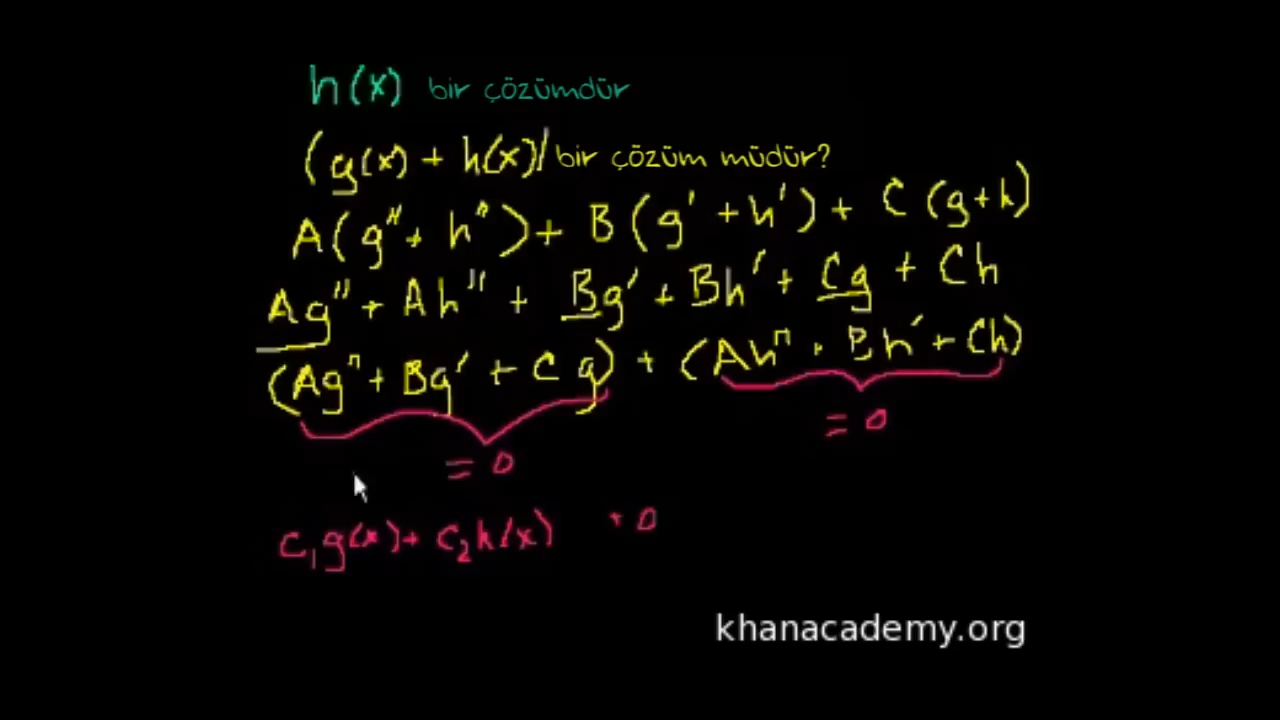 h(x) bir çözümdür
(g(x) + h(x)) bir çözüm müdür?
A(g'' + h'') + B(g' + h') + C(g+h)
Ag'' + Ah'' + Bg' + Bh' + Cg + Ch
(Ag'' + Bg' + Cg) + (Ah'' + Bh' + Ch)
= 0
= 0
C₁g(x) + C₂h(x) + 0
khanacademy.org